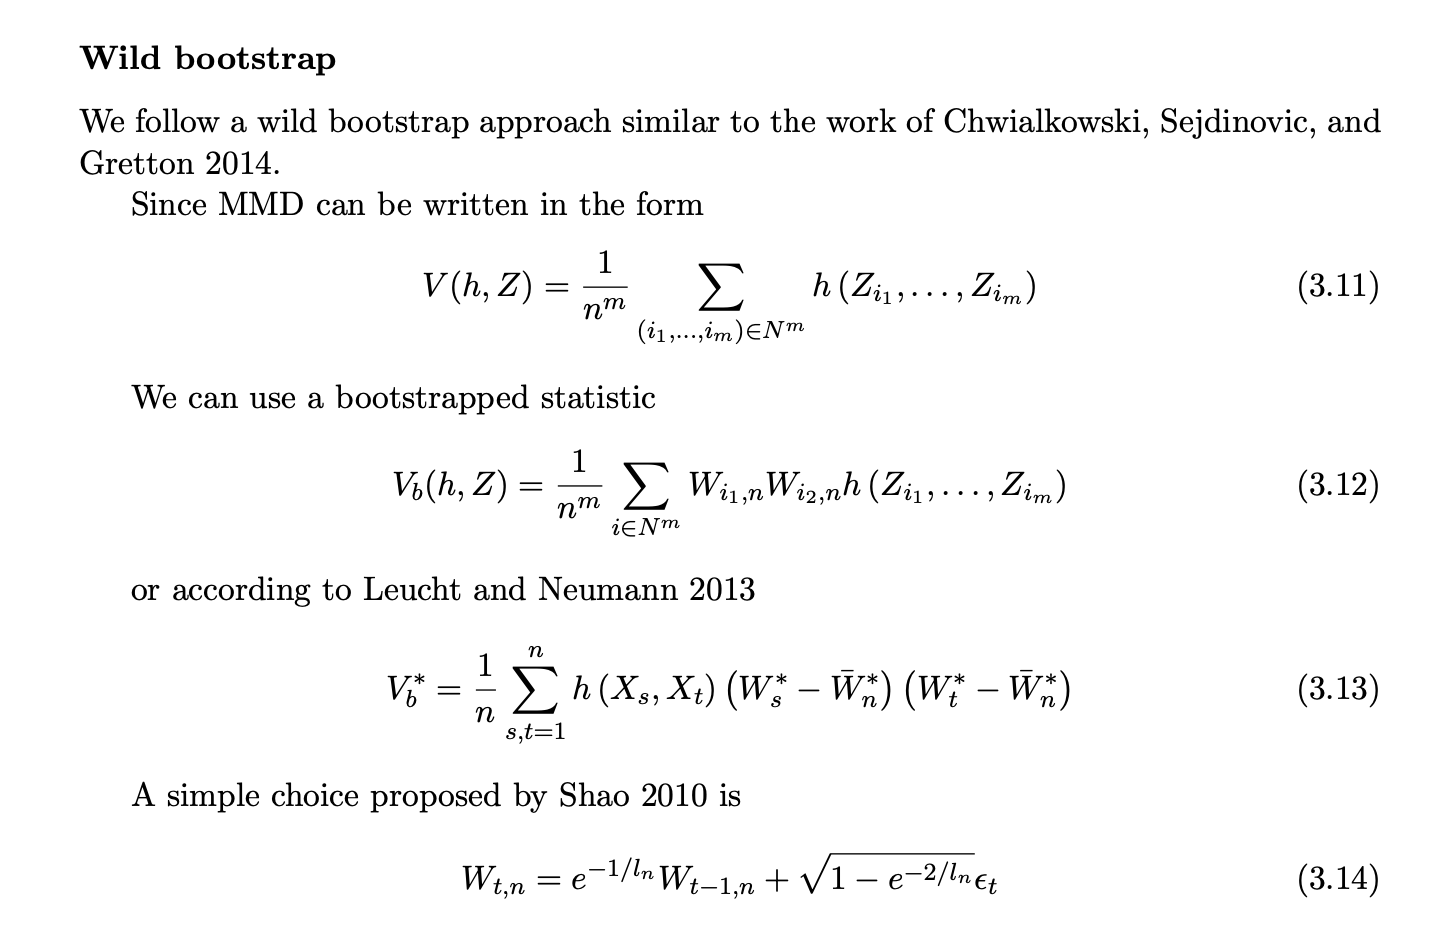 Wild bootstrap
We follow a wild bootstrap approach similar to the work of Chwialkowski, Sejdinovic, and
Gretton 2014.
Since MMD can be written in the form
$V(h, Z) = \frac{1}{n^m} \sum_{(i_1,\ldots,i_m) \in N^m} h\left(Z_{i_1}, \ldots, Z_{i_m}\right)$ (3.11)
We can use a bootstrapped statistic
$V_b(h, Z) = \frac{1}{n^m} \sum_{i \in N^m} W_{i_1,n} W_{i_2,n} h\left(Z_{i_1}, \ldots, Z_{i_m}\right)$ (3.12)
or according to Leucht and Neumann 2013
$V_b^* = \frac{1}{n} \sum_{s,t=1}^{n} h\left(X_s, X_t\right) \left(W_s^* - \bar{W}_n^*\right) \left(W_t^* - \bar{W}_n^*\right)$ (3.13)
A simple choice proposed by Shao 2010 is
$W_{t,n} = e^{-1/l_n} W_{t-1,n} + \sqrt{1 - e^{-2/l_n}} \epsilon_t$ (3.14)